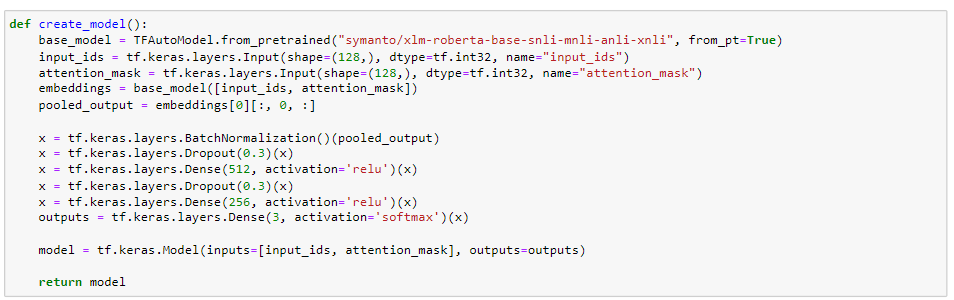 def create_model():
    base_model = TFAutoModel.from_pretrained("symanto/xlm-roberta-base-snli-mnli-anli-xnli", from_pt=True)
    input_ids = tf.keras.layers.Input(shape=(128,), dtype=tf.int32, name="input_ids")
    attention_mask = tf.keras.layers.Input(shape=(128,), dtype=tf.int32, name="attention_mask")
    embeddings = base_model([input_ids, attention_mask])
    pooled_output = embeddings[0][:, 0, :]

    x = tf.keras.layers.BatchNormalization()(pooled_output)
    x = tf.keras.layers.Dropout(0.3)(x)
    x = tf.keras.layers.Dense(512, activation='relu')(x)
    x = tf.keras.layers.Dropout(0.3)(x)
    x = tf.keras.layers.Dense(256, activation='relu')(x)
    outputs = tf.keras.layers.Dense(3, activation='softmax')(x)

    model = tf.keras.Model(inputs=[input_ids, attention_mask], outputs=outputs)

    return model